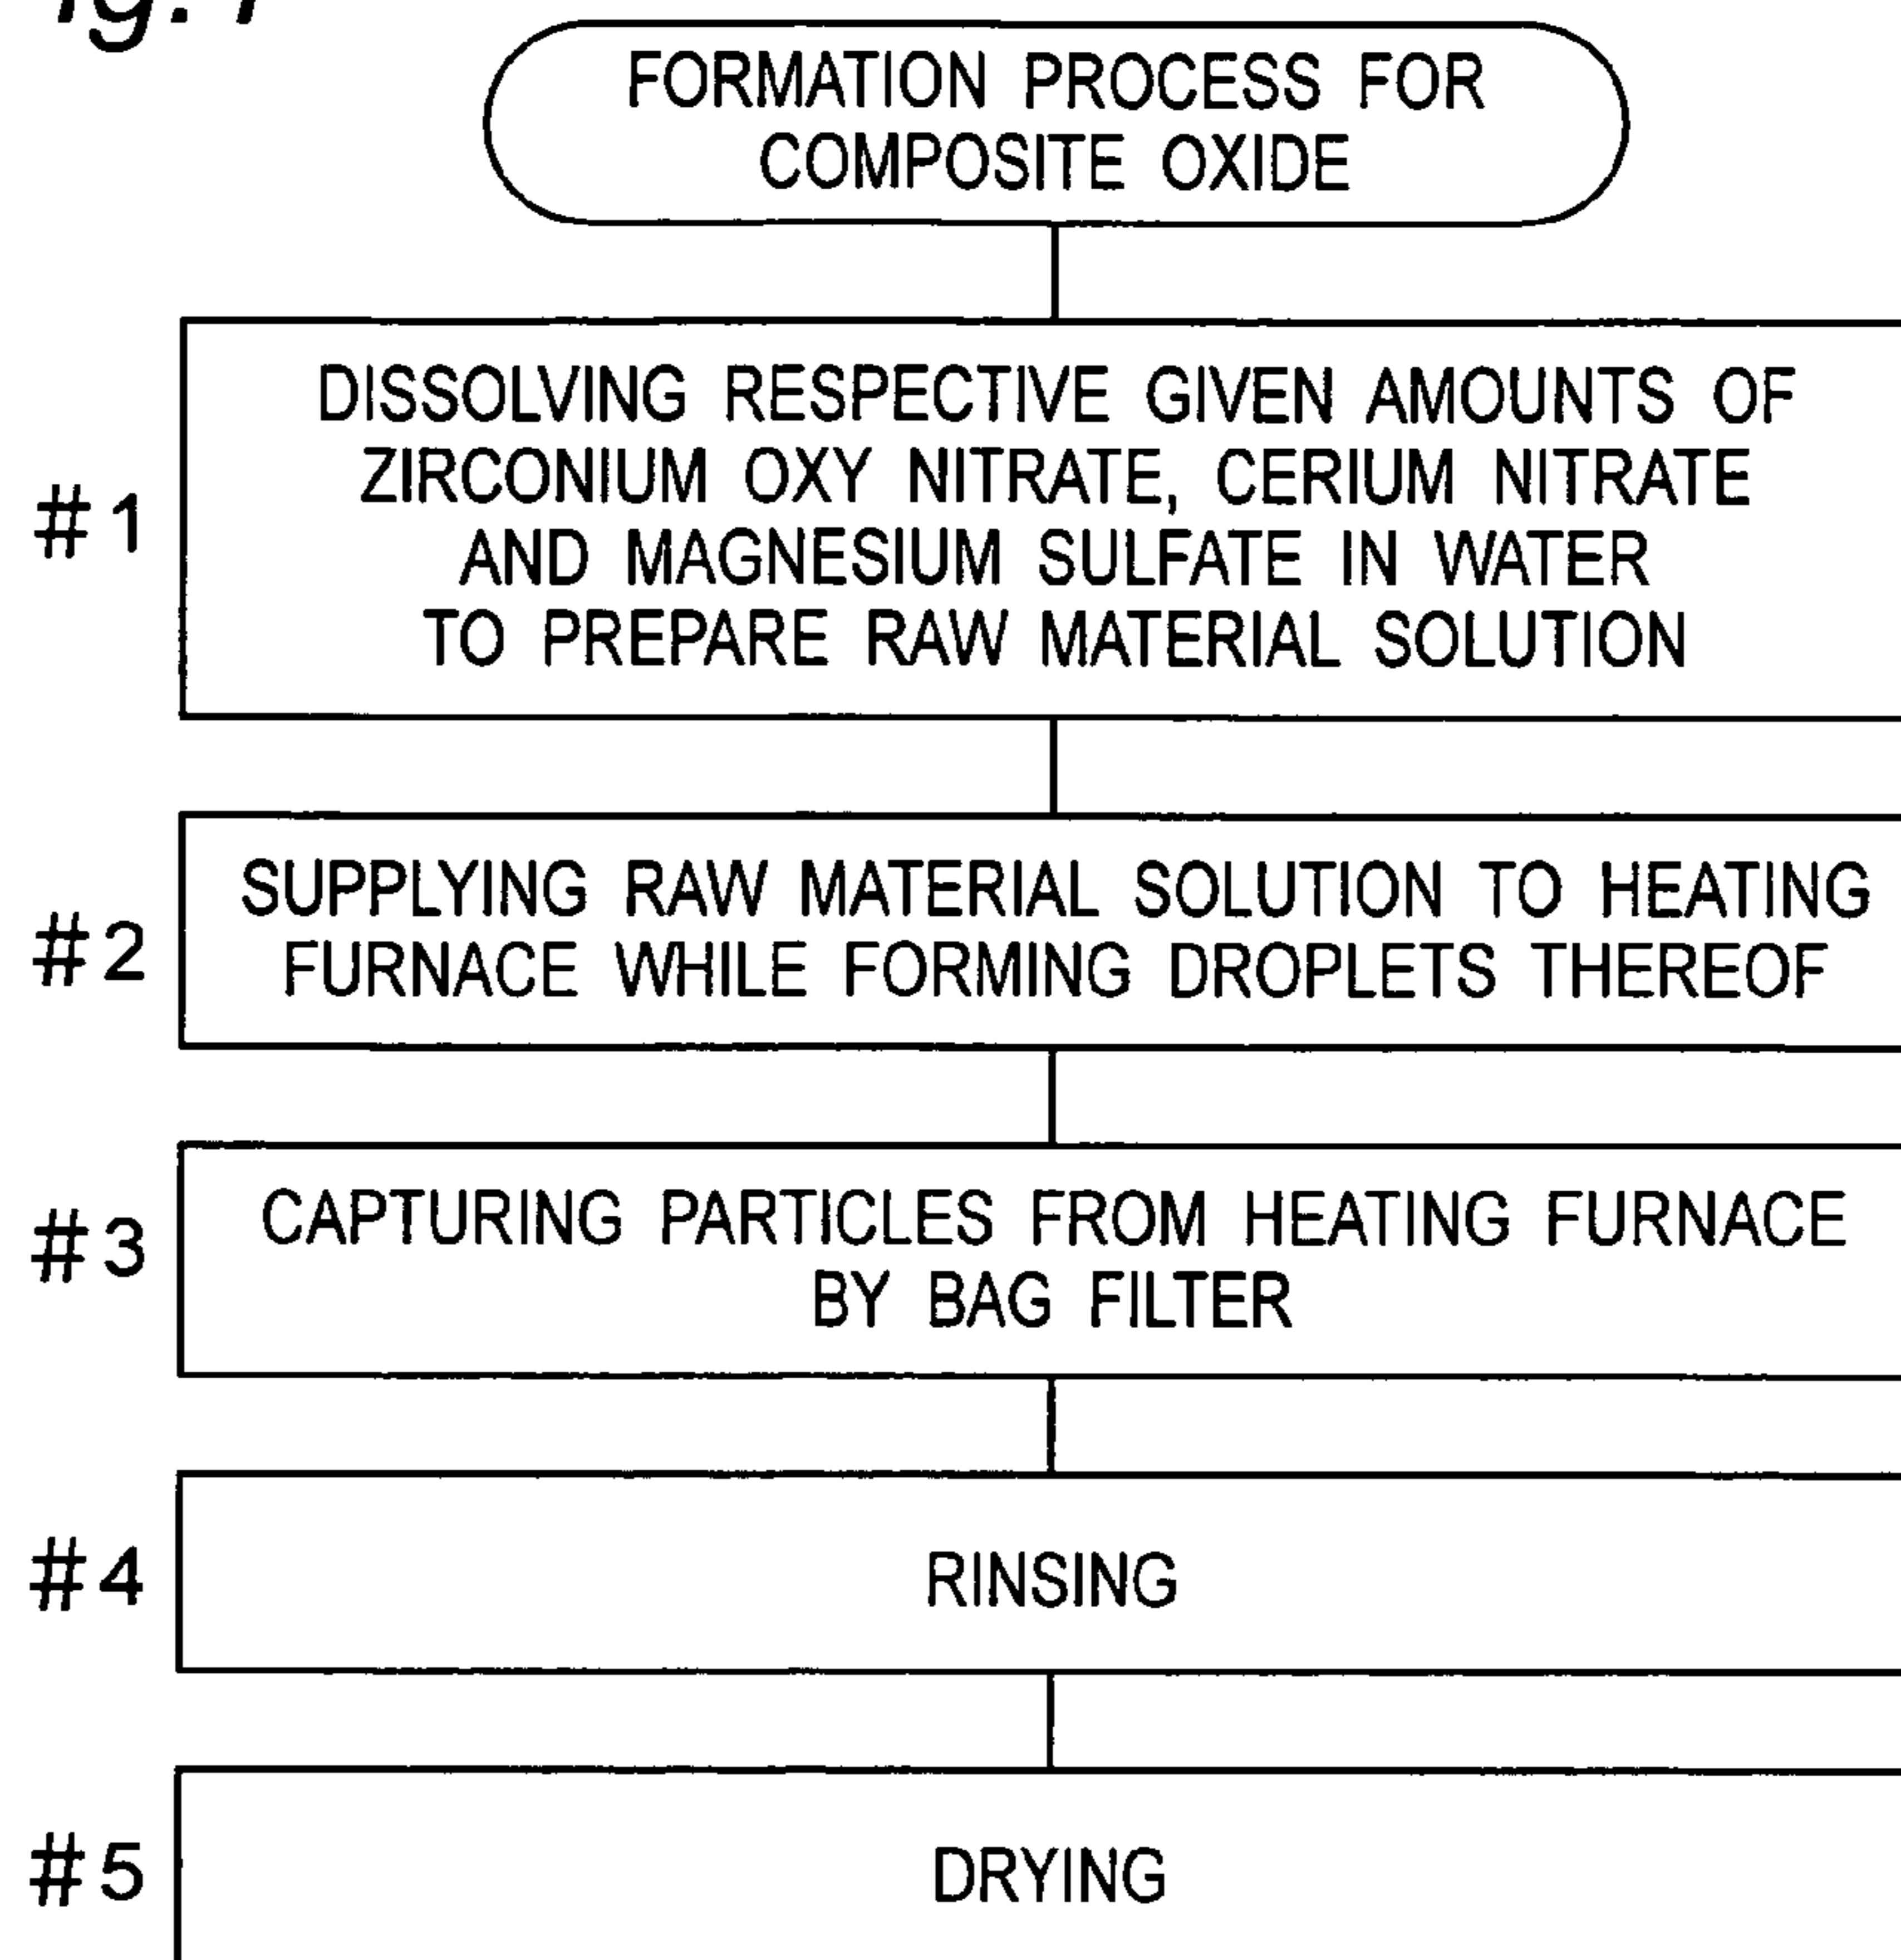 FORMATION PROCESS FOR
COMPOSITE OXIDE
#1
DISSOLVING RESPECTIVE GIVEN AMOUNTS OF
ZIRCONIUM OXY NITRATE, CERIUM NITRATE
AND MAGNESIUM SULFATE IN WATER
TO PREPARE RAW MATERIAL SOLUTION
#2
SUPPLYING RAW MATERIAL SOLUTION TO HEATING
FURNACE WHILE FORMING DROPLETS THEREOF
#3
CAPTURING PARTICLES FROM HEATING FURNACE
BY BAG FILTER
#4
RINSING
#5
DRYING